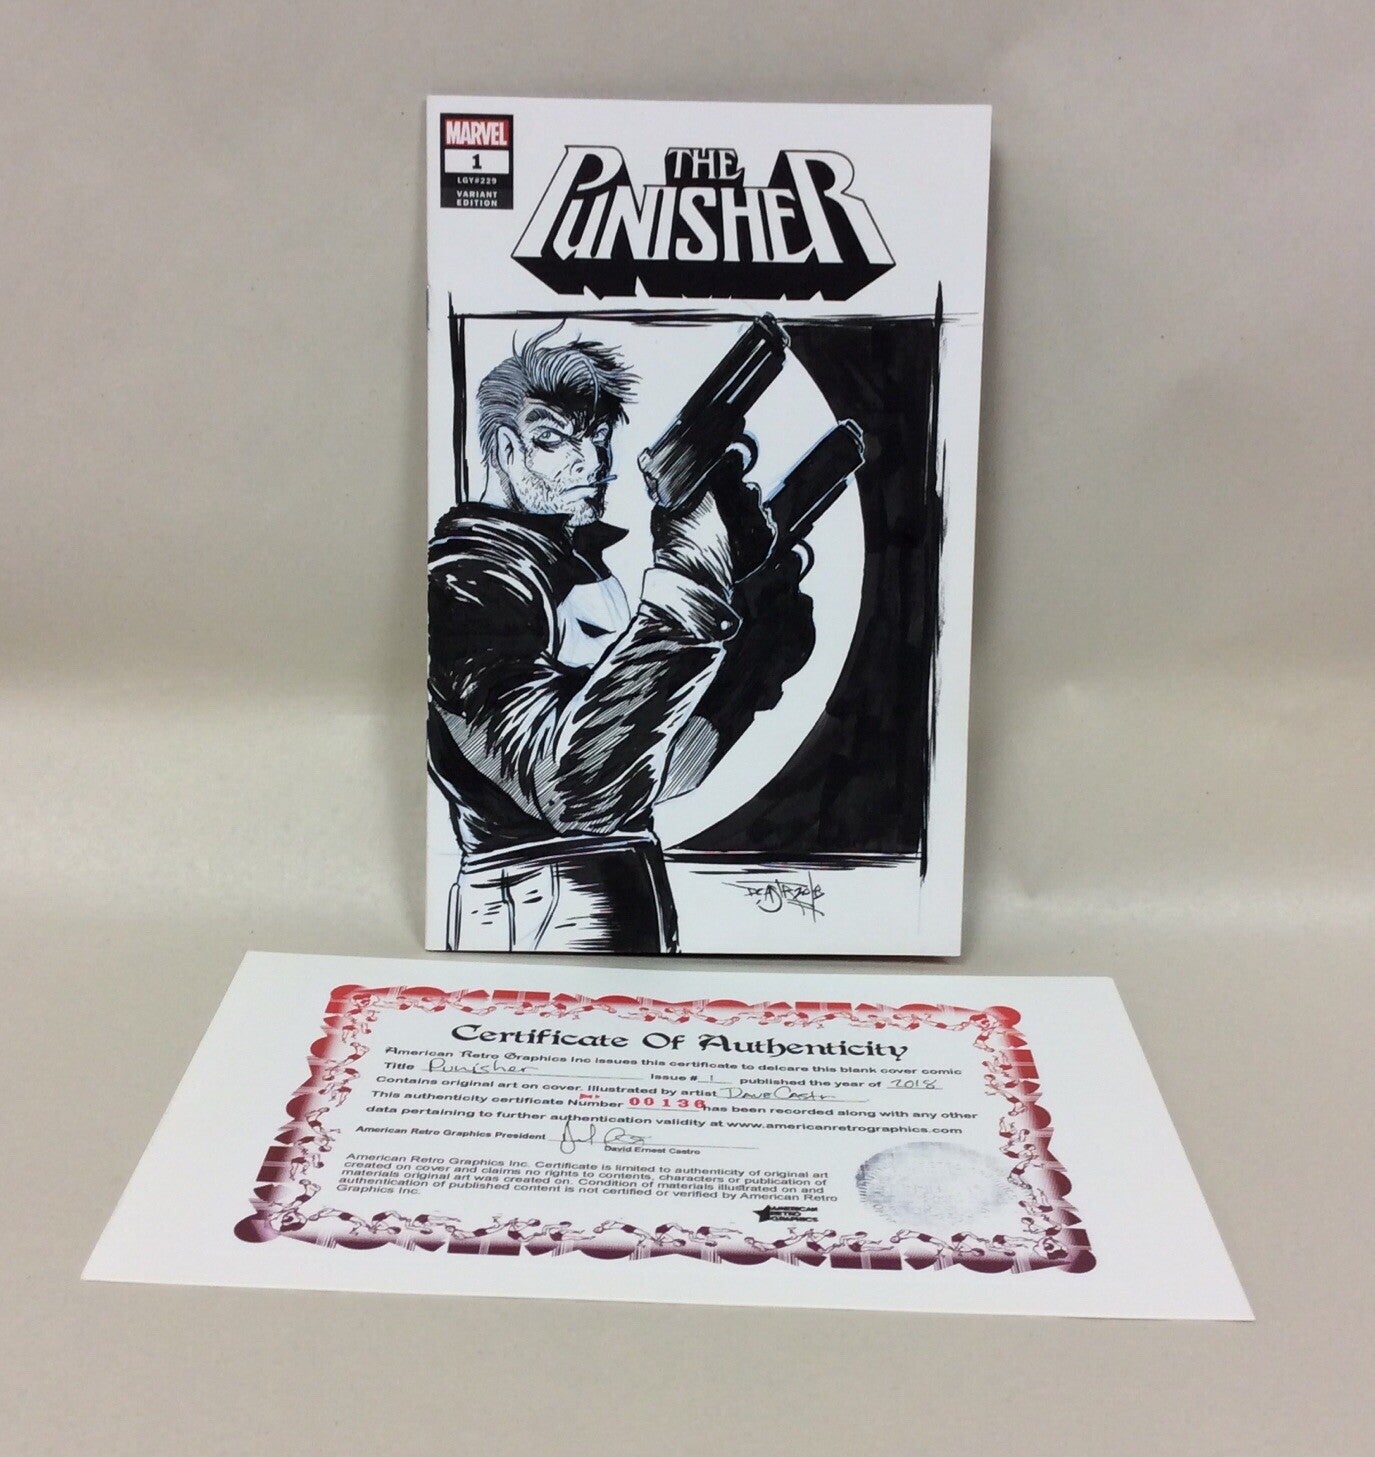 MARVEL
1
LGY#229
VARIANT
EDITION
THE
PUNISHER
Certificate Of Authenticity
American Retro Graphics Inc issues this certificate to delcare this blank cover comic
Title Punisher Issue # 1 published the year of 2018
Contains original art on cover. Illustrated by artist Dave Castr
This authenticity certificate Number 00136 has been recorded along with any other
data pertaining to further authentication validity at www.americanretrographics.com
American Retro Graphics President
David Ernest Castro
American Retro Graphics Inc. Certificate is limited to authenticity of original art
created on cover and claims no rights to contents, characters or publication of
materials original art was created on. Condition of materials illustrated on and
authentication of published content is not certified or verified by American Retro
Graphics Inc.
AMERICAN
RETRO
GRAPHICS